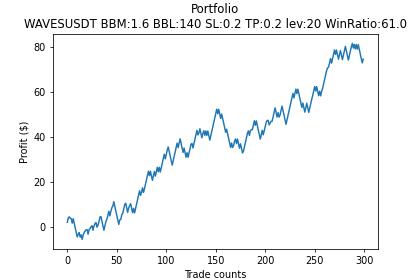 Portfolio
WAVESUSDT BBM:1.6 BBL:140 SL:0.2 TP:0.2 lev:20 WinRatio:61.0
80
60
40
20
0
Profit ($)
0 50 100 150 200 250 300
Trade counts